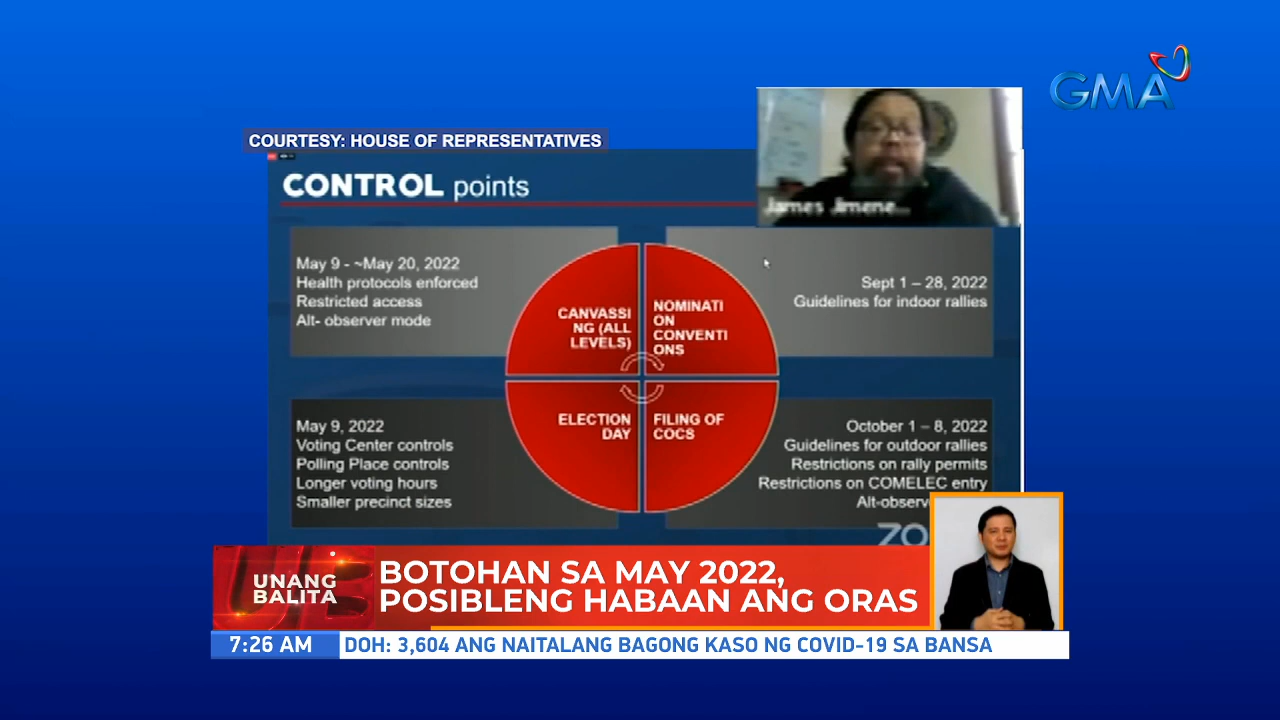 GMA
COURTESY: HOUSE OF REPRESENTATIVES
CONTROL points
James Jimene...
May 9 - ~May 20, 2022
Health protocols enforced
Restricted access
Alt- observer mode
CANVASSI
NG (ALL
LEVELS)
NOMINATI
ON
CONVENTI
ONS
Sept 1 – 28, 2022
Guidelines for indoor rallies
May 9, 2022
Voting Center controls
Polling Place controls
Longer voting hours
Smaller precinct sizes
ELECTION
DAY
FILING OF
COCS
October 1 – 8, 2022
Guidelines for outdoor rallies
Restrictions on rally permits
Restrictions on COMELEC entry
Alt-observe
ZO
UNANG
BALITA
BOTOHAN SA MAY 2022,
POSIBLENG HABAAN ANG ORAS
7:26 AM
DOH: 3,604 ANG NAITALANG BAGONG KASO NG COVID-19 SA BANSA